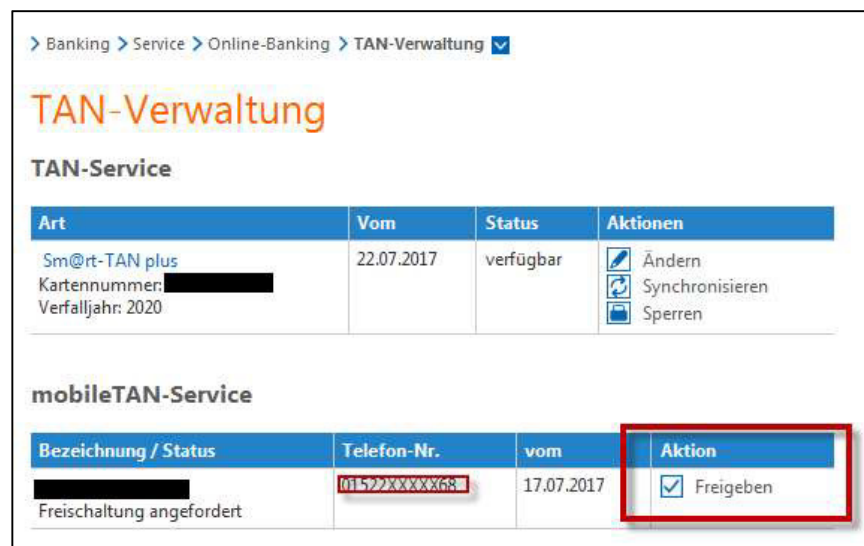 Banking Service Online-Banking TAN-Verwaltung
TAN-Verwaltung
TAN-Service
Art Vom Status Aktionen
Sm@rt-TAN plus 22.07.2017 verfügbar Ändern
Kartennummer: Synchronisieren
Verfalljahr: 2020 Sperren
mobileTAN-Service
Bezeichnung / Status Telefon-Nr. vom Aktion
01522XXXXX68 17.07.2017 Freigeben
Freischaltung angefordert